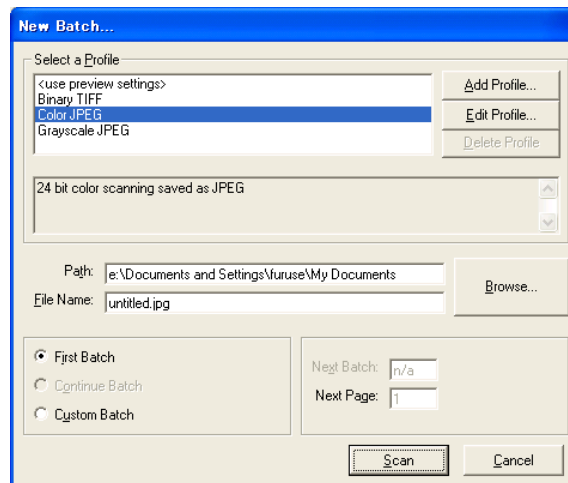 New Batch...
Select a Profile
<use preview settings>
Binary TIFF
Color JPEG
Grayscale JPEG
Add Profile...
Edit Profile...
Delete Profile
24 bit color scanning saved as JPEG
Path: e:\Documents and Settings\furuse\My Documents
File Name: untitled.jpg
Browse...
First Batch
Continue Batch
Custom Batch
Next Batch: n/a
Next Page: 1
Scan
Cancel